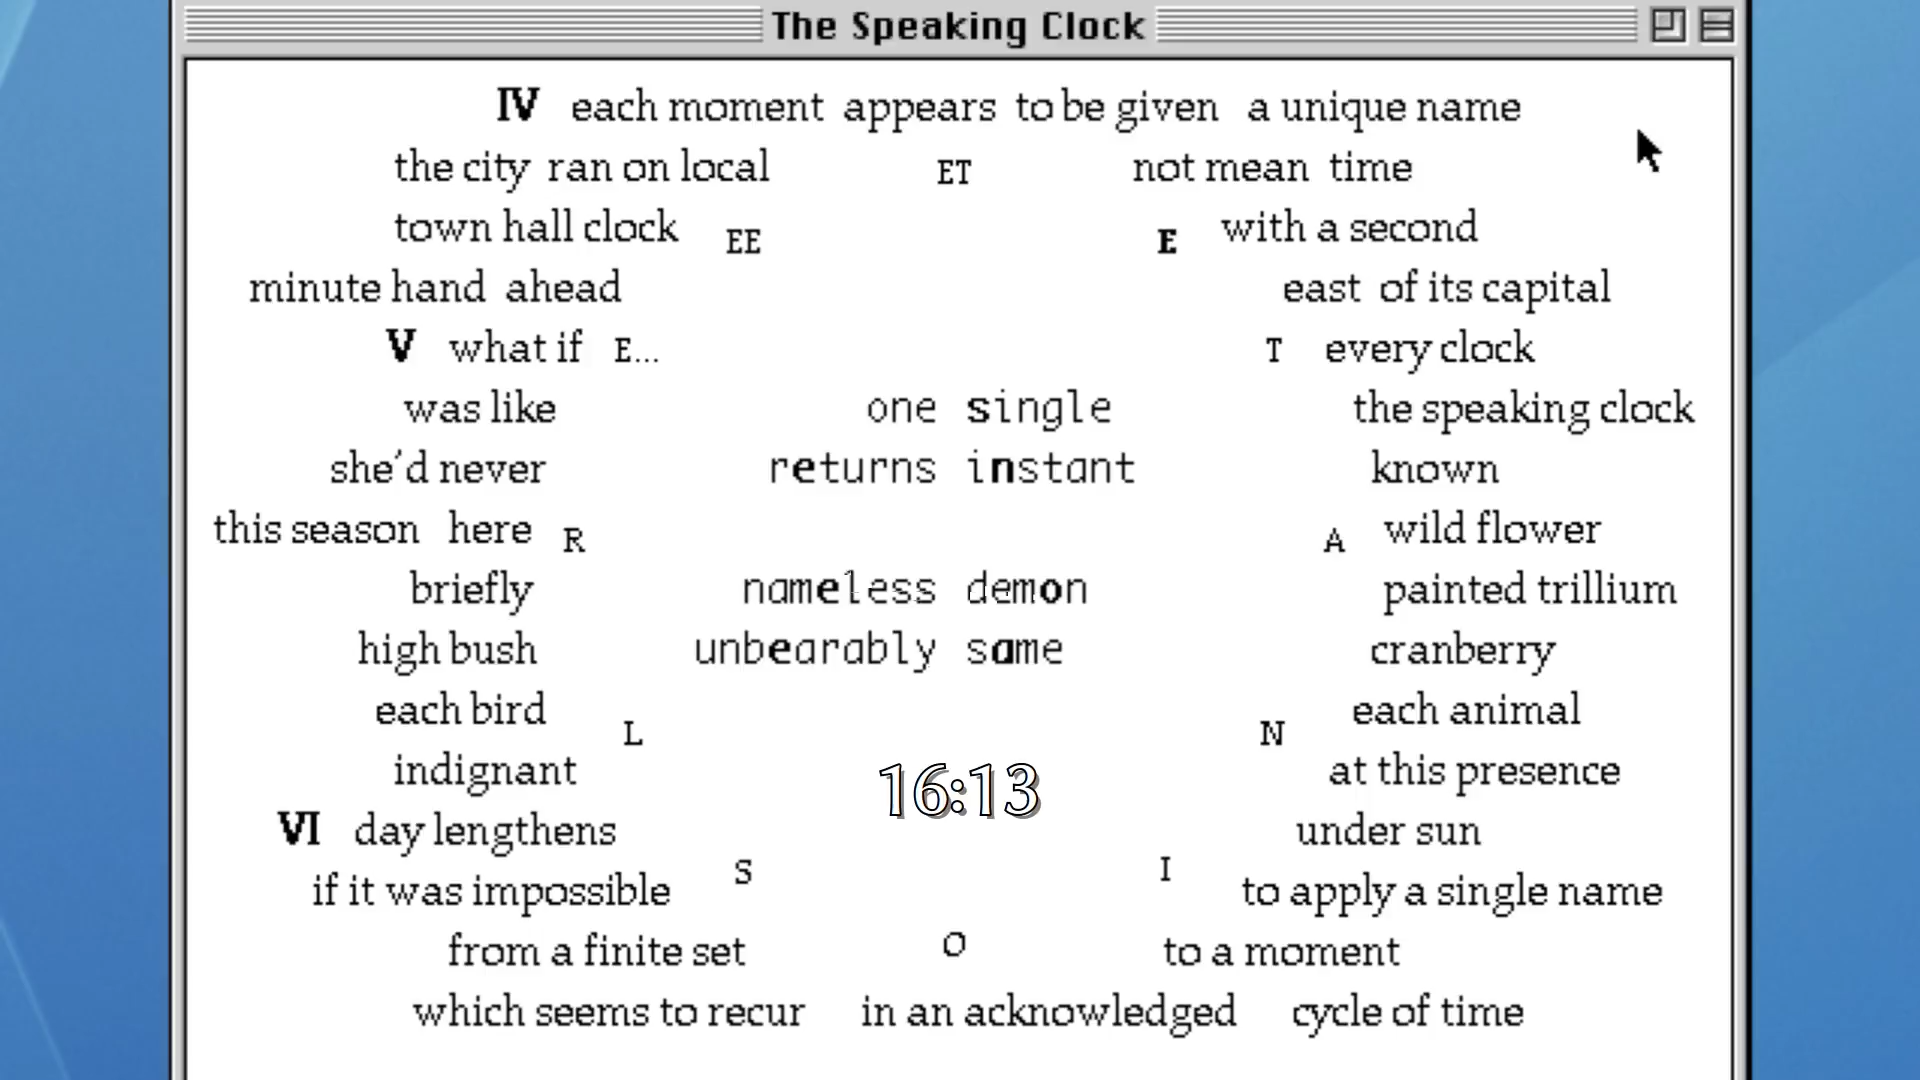 The Speaking Clock
IV each moment appears to be given a unique name
the city ran on local ET not mean time
town hall clock EE E with a second
minute hand ahead east of its capital
V what if E... T every clock
was like one single the speaking clock
she'd never returns instant known
this season here R A wild flower
briefly nameless demon painted trillium
high bush unbearably same cranberry
each bird L N each animal
indignant 16:13 at this presence
VI day lengthens under sun
if it was impossible S I to apply a single name
from a finite set O to a moment
which seems to recur in an acknowledged cycle of time